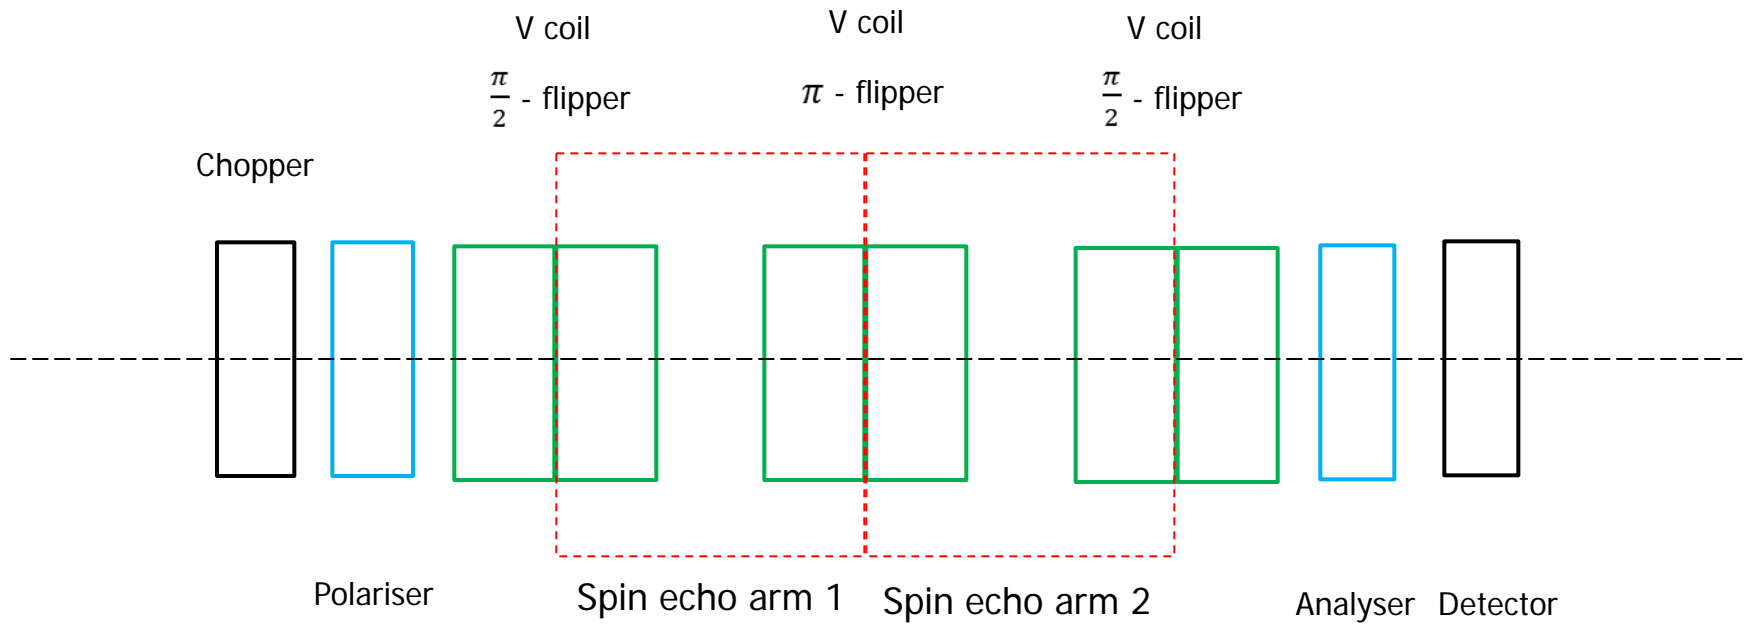 V coil
V coil
V coil
π/2 - flipper
π - flipper
π/2 - flipper
Chopper
Polariser
Spin echo arm 1
Spin echo arm 2
Analyser
Detector